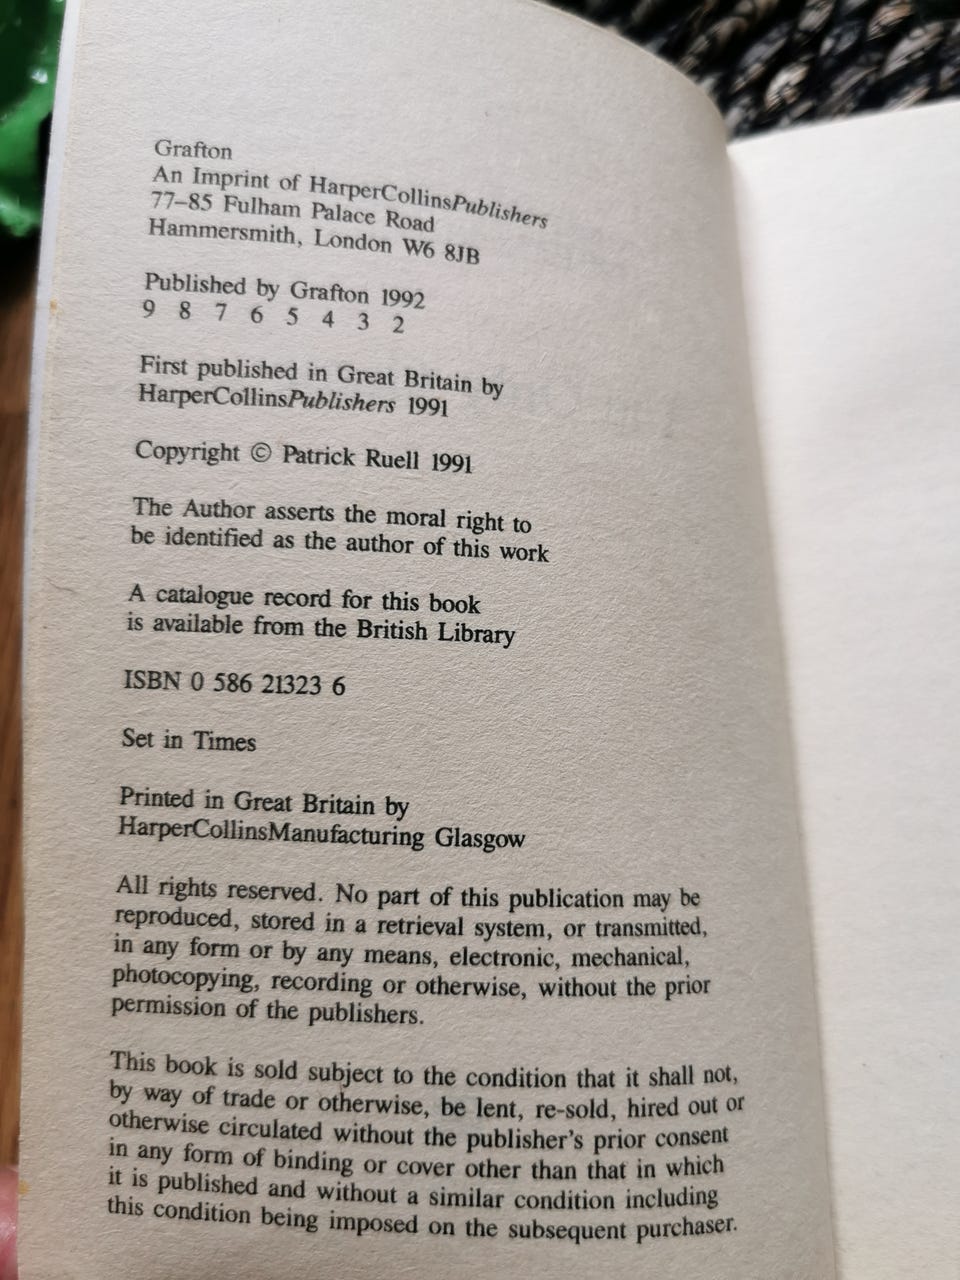 Grafton
An Imprint of HarperCollinsPublishers
77–85 Fulham Palace Road
Hammersmith, London W6 8JB
Published by Grafton 1992
9 8 7 6 5 4 3 2
First published in Great Britain by
HarperCollinsPublishers 1991
Copyright © Patrick Ruell 1991
The Author asserts the moral right to
be identified as the author of this work
A catalogue record for this book
is available from the British Library
ISBN 0 586 21323 6
Set in Times
Printed in Great Britain by
HarperCollinsManufacturing Glasgow
All rights reserved. No part of this publication may be
reproduced, stored in a retrieval system, or transmitted,
in any form or by any means, electronic, mechanical,
photocopying, recording or otherwise, without the prior
permission of the publishers.
This book is sold subject to the condition that it shall not,
by way of trade or otherwise, be lent, re-sold, hired out or
otherwise circulated without the publisher's prior consent
in any form of binding or cover other than that in which
it is published and without a similar condition including
this condition being imposed on the subsequent purchaser.